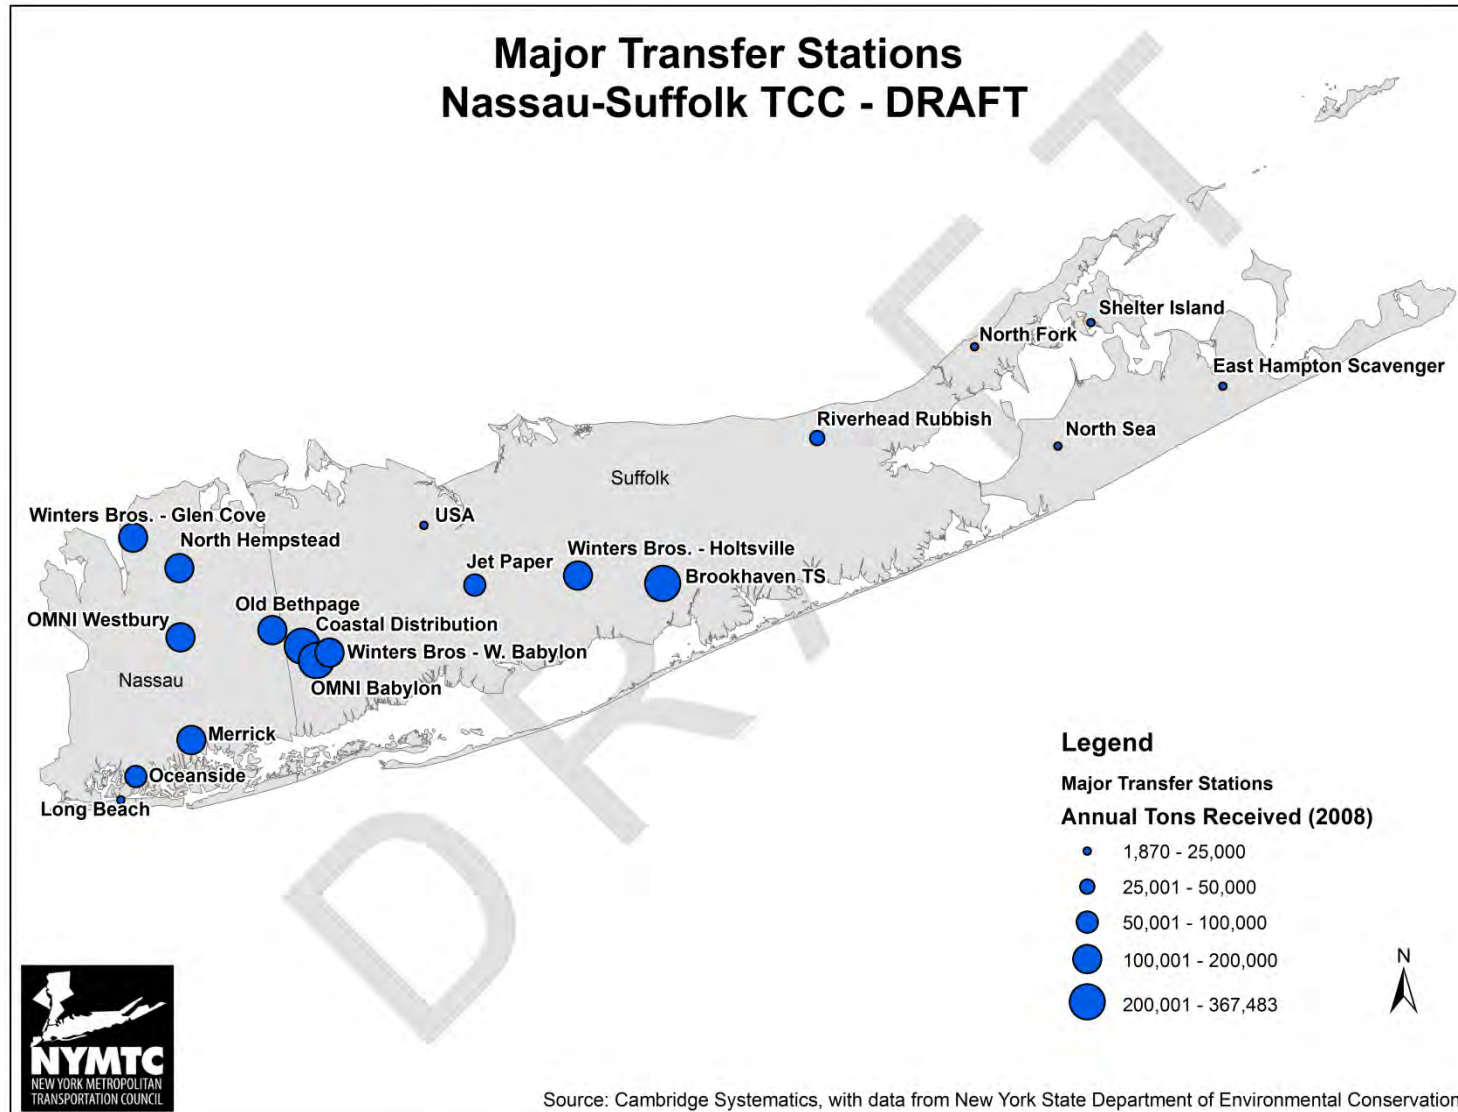 Major Transfer Stations
Nassau-Suffolk TCC - DRAFT
DRAFT
Shelter Island
North Fork
East Hampton Scavenger
Riverhead Rubbish
North Sea
Suffolk
Winters Bros. - Glen Cove
USA
North Hempstead
Winters Bros. - Holtsville
Jet Paper
Brookhaven TS
Old Bethpage
OMNI Westbury
Coastal Distribution
Winters Bros - W. Babylon
Nassau
OMNI Babylon
Merrick
Oceanside
Long Beach
Legend
Major Transfer Stations
Annual Tons Received (2008)
1,870 - 25,000
25,001 - 50,000
50,001 - 100,000
100,001 - 200,000
200,001 - 367,483
N
NYMTC
NEW YORK METROPOLITAN
TRANSPORTATION COUNCIL
Source: Cambridge Systematics, with data from New York State Department of Environmental Conservation